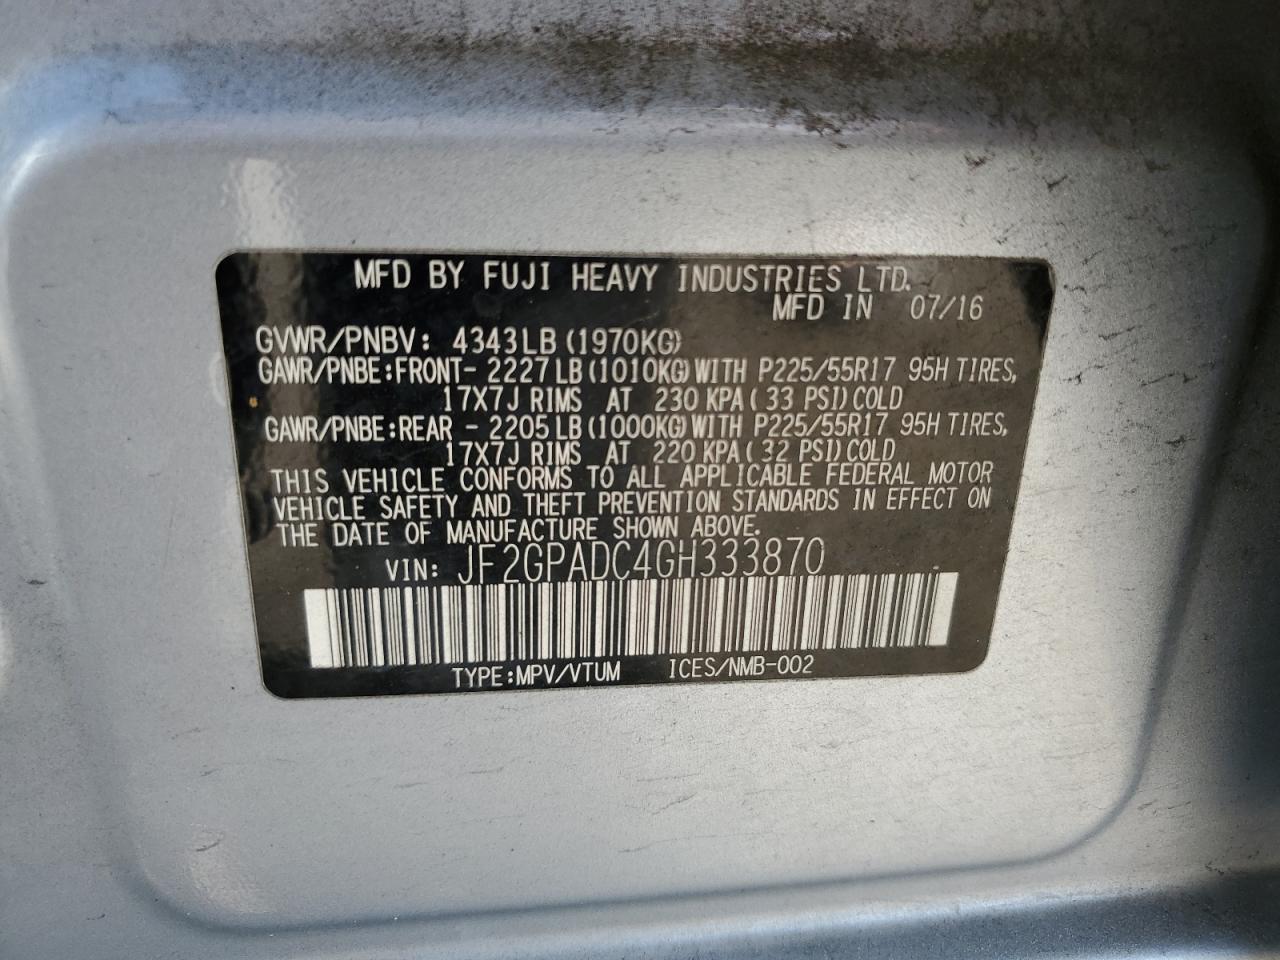 MFD BY FUJI HEAVY INDUSTRIES LTD.
MFD IN 07/16
GVWR/PNBV: 4343LB (1970KG)
GAWR/PNBE:FRONT- 2227 LB (1010KG) WITH P225/55R17 95H TIRES,
17X7J RIMS AT 230 KPA ( 33 PSI) COLD
GAWR/PNBE:REAR - 2205 LB (1000KG) WITH P225/55R17 95H TIRES,
17X7J RIMS AT 220 KPA ( 32 PSI) COLD
THIS VEHICLE CONFORMS TO ALL APPLICABLE FEDERAL MOTOR
VEHICLE SAFETY AND THEFT PREVENTION STANDARDS IN EFFECT ON
THE DATE OF MANUFACTURE SHOWN ABOVE.
VIN: JF2GPADC4GH333870
TYPE:MPV/VTUM ICES/NMB-002